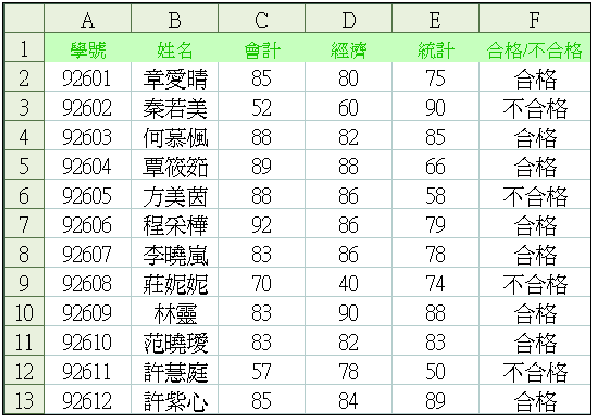 A B C D E F
1 學號 姓名 會計 經濟 統計 合格/不合格
2 92601 章愛晴 85 80 75 合格
3 92602 秦若美 52 60 90 不合格
4 92603 何慕楓 88 82 85 合格
5 92604 覃筱筎 89 88 66 合格
6 92605 方美茵 88 86 58 不合格
7 92606 程采樺 92 86 79 合格
8 92607 李曉嵐 83 86 78 合格
9 92608 莊妮妮 70 40 74 不合格
10 92609 林靈 83 90 88 合格
11 92610 范曉璦 83 82 83 合格
12 92611 許慧庭 57 78 50 不合格
13 92612 許紫心 85 84 89 合格